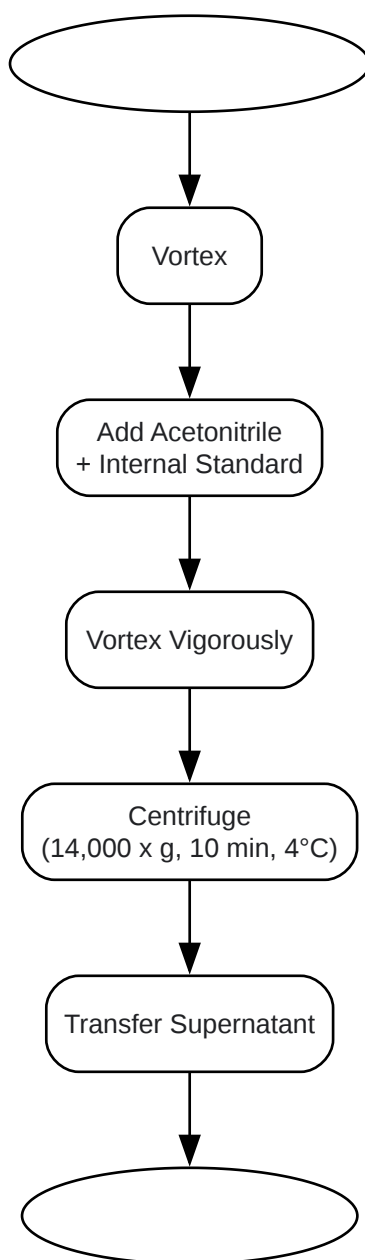 Vortex
Add Acetonitrile
+ Internal Standard
Vortex Vigorously
Centrifuge
(14,000 x g, 10 min, 4°C)
Transfer Supernatant